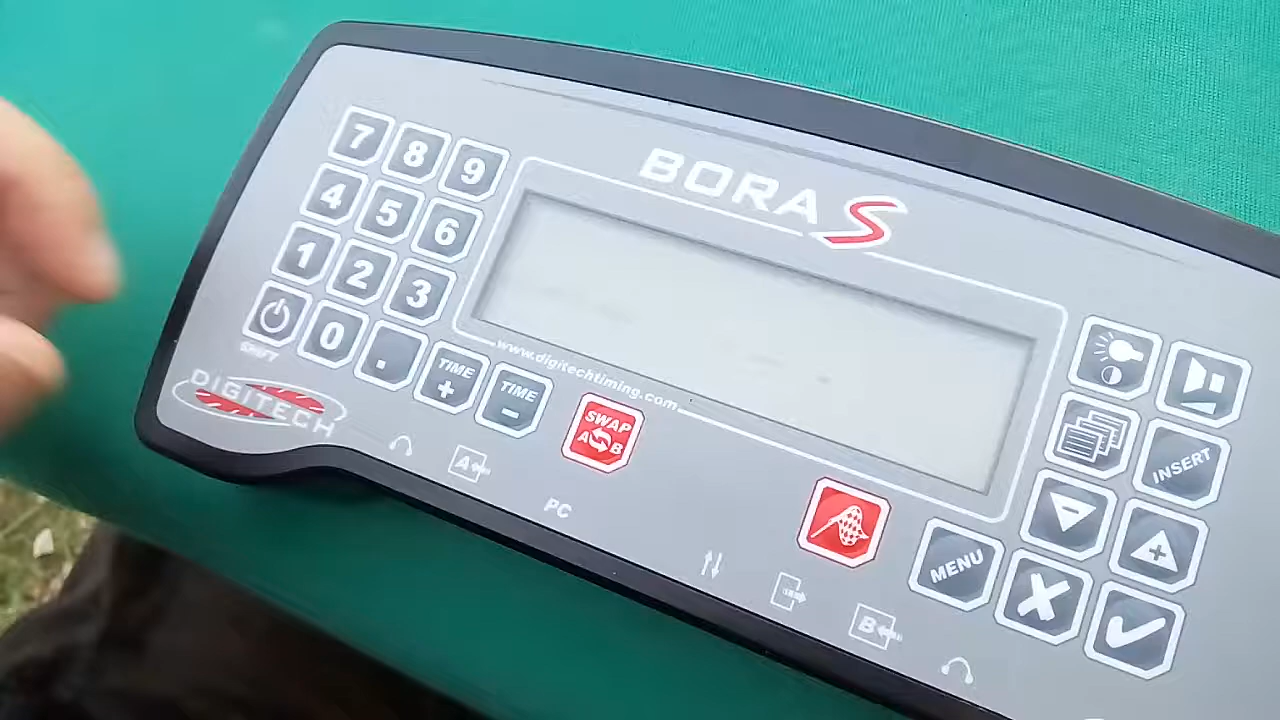 BORA S
7 8 9
4 5 6
1 2 3
0 .
SHIFT
TIME +
TIME -
www.digitechtiming.com
SWAP
A B
DIGITECH
A
PC
B
MENU
INSERT